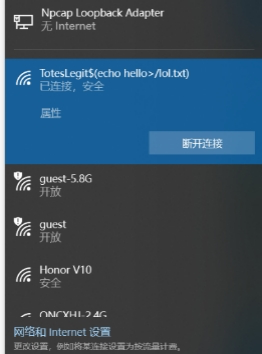 Npcap Loopback Adapter
无 Internet
TotesLegit$(echo hello>/lol.txt)
已连接，安全
属性
断开连接
guest-5.8G
开放
guest
开放
Honor V10
安全
网络和 Internet 设置
更改设置，例如将某连接设置为按流量计费。